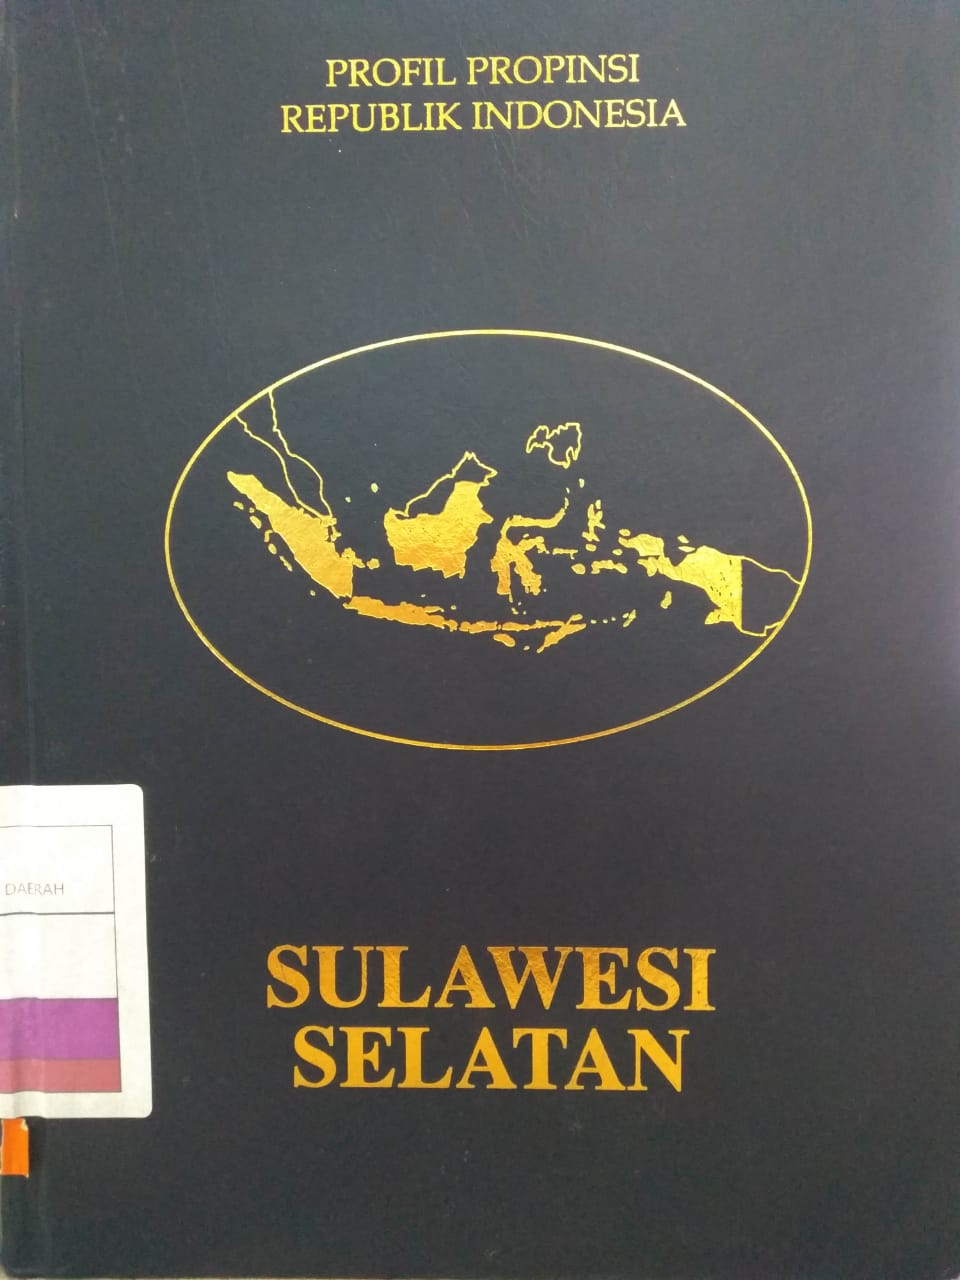 PROFIL PROPINSI
REPUBLIK INDONESIA
DAERAH
SULAWESI
SELATAN